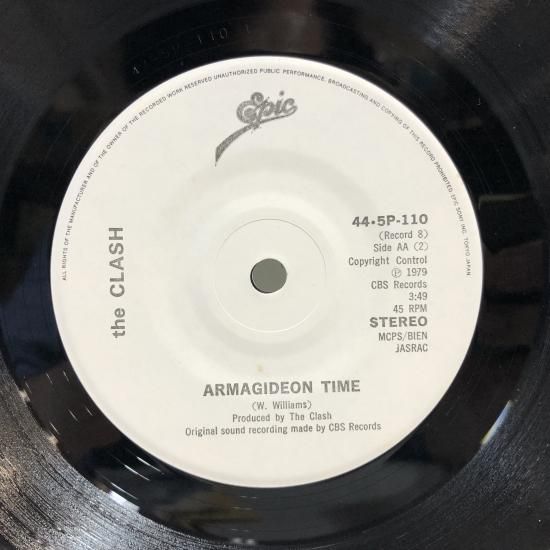 ALL RIGHTS OF THE MANUFACTURER AND OF THE OWNER OF THE RECORDED WORK RESERVED UNAUTHORIZED PUBLIC PERFORMANCE, BROADCASTING AND COPYING OF THIS RECORD PROHIBITED. EPIC SONY INC. TOKYO JAPAN
Epic
the CLASH
44•5P-110
(Record 8)
Side AA (2)
Copyright Control
℗ 1979
CBS Records
3:49
45 RPM
STEREO
MCPS/BIEN
JASRAC
ARMAGIDEON TIME
(W. Williams)
Produced by The Clash
Original sound recording made by CBS Records